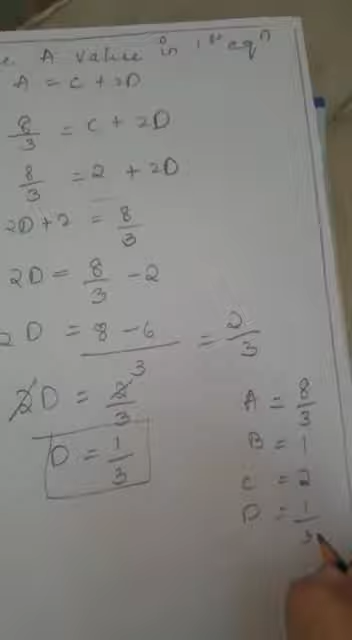 A value in 1st eqn
A = C + 2D
8/3 = C + 2D
8/3 = 2 + 2D
2D + 2 = 8/3
2D = 8/3 - 2
2D = 8 - 6 / 3 = 2/3
2D = 2/3
D = 1/3
A = 8/3
B = 1
C = 2
D = 1/3